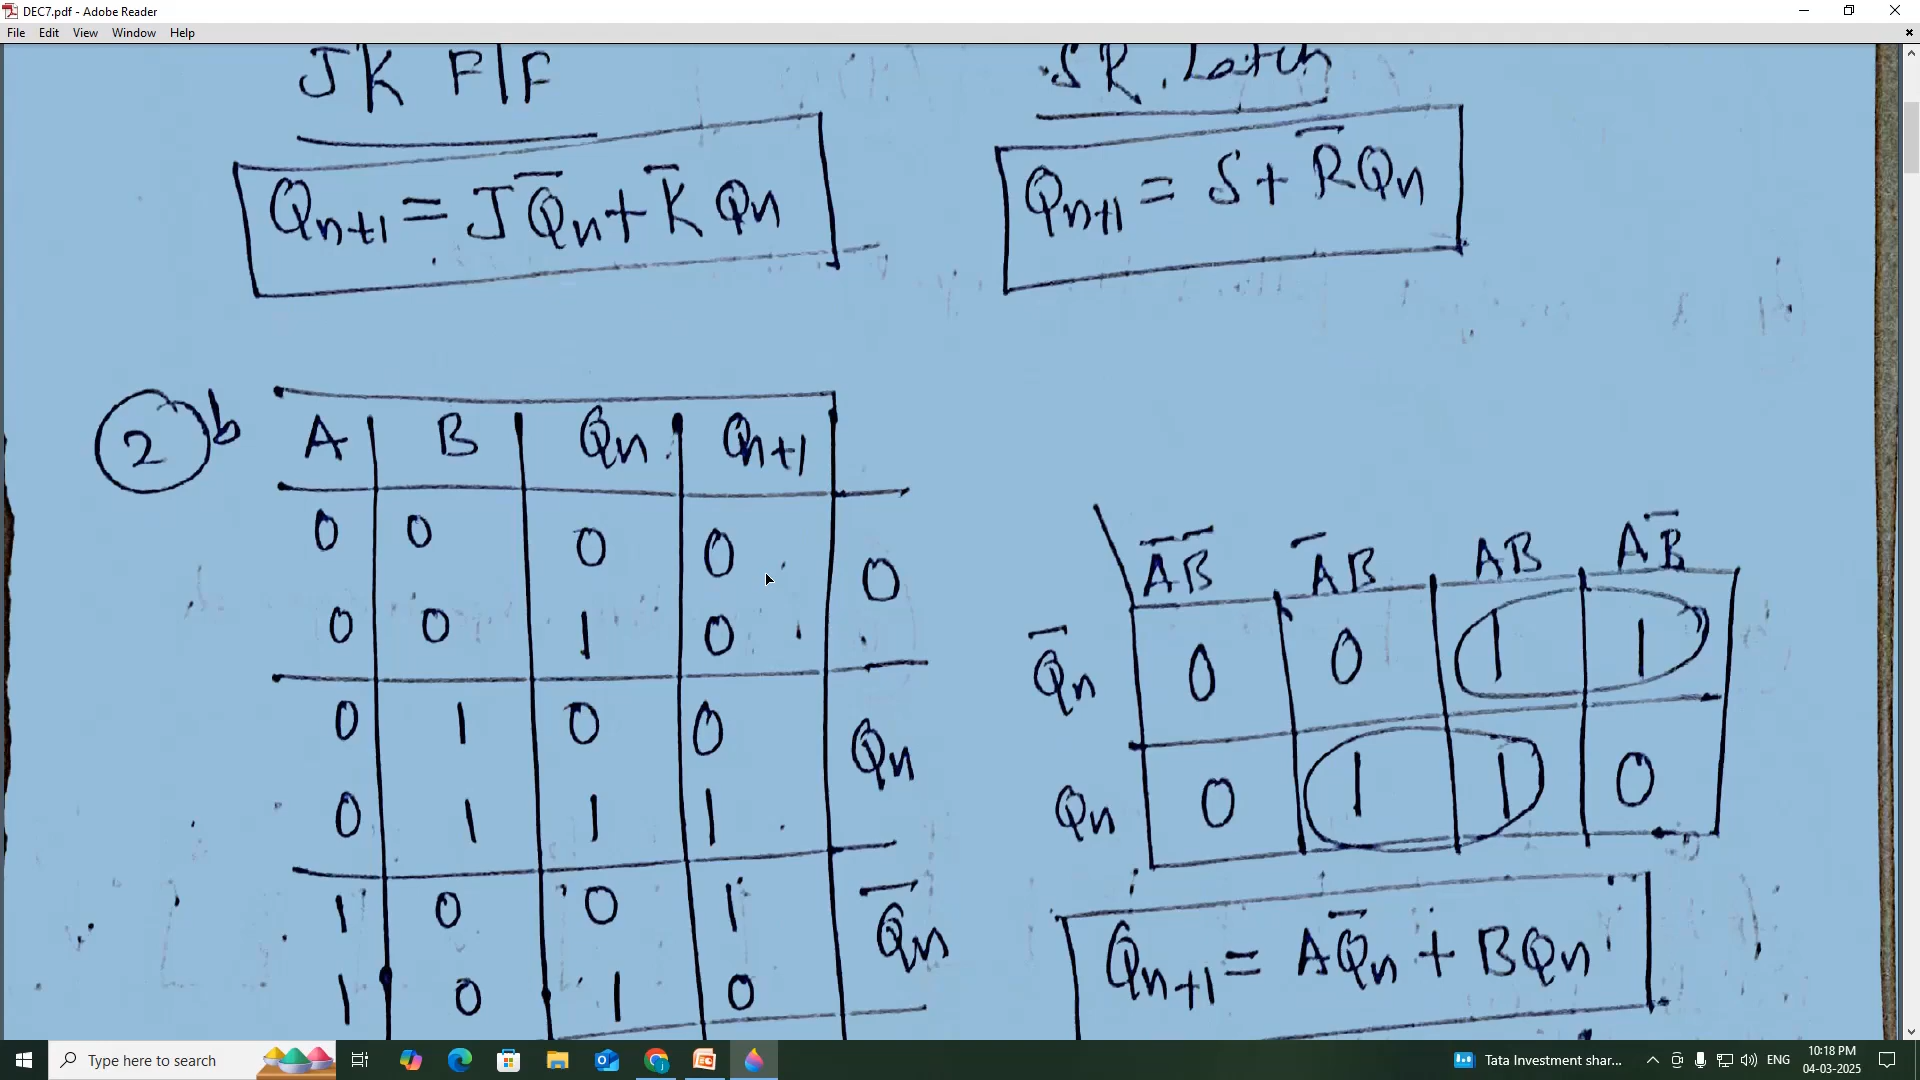 DEC7.pdf - Adobe Reader
File Edit View Window Help
JK F/F
SR. Latch
Qn+1 = JQ̅n + K̅ Qn
Qn+1 = S + R̅Qn
2 b
A B Qn Qn+1
0 0 0 0 0
0 0 1 0
0 1 0 0 Qn
0 1 1 1
1 0 0 1 Q̅n
1 0 1 0
A̅B̅ A̅B AB AB̅
Q̅n 0 0 1 1
Qn 0 1 1 0
Qn+1 = AQ̅n + BQn
Type here to search
Tata Investment shar...
ENG
10:18 PM
04-03-2025